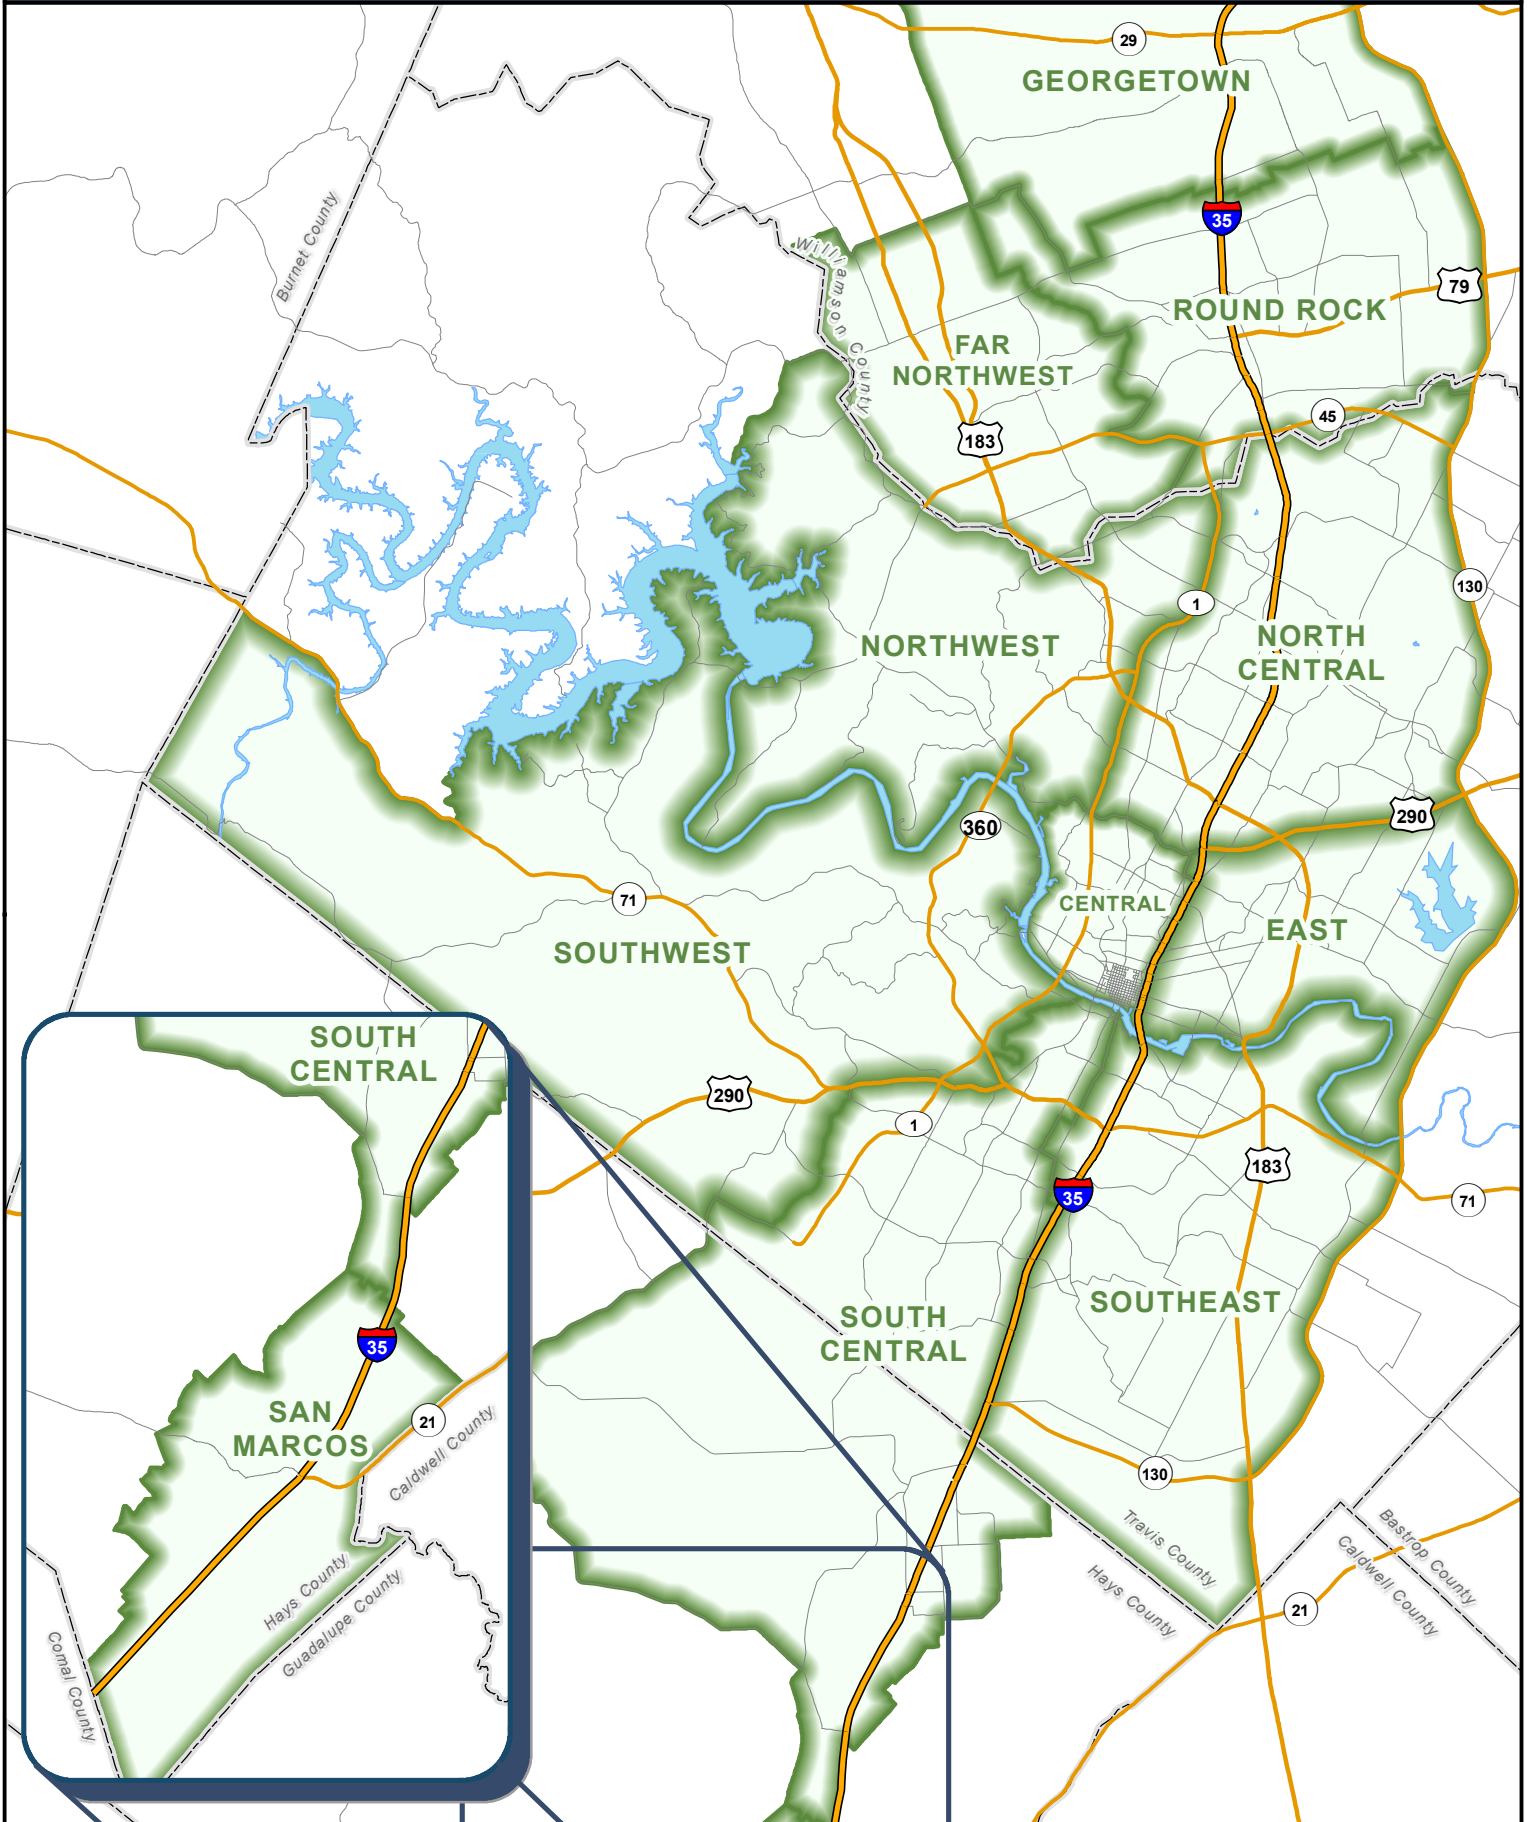 29
GEORGETOWN
35
Burnet County
Williamson County
79
ROUND ROCK
FAR
NORTHWEST
45
183
130
1
NORTHWEST
NORTH
CENTRAL
290
360
71
CENTRAL
EAST
SOUTHWEST
SOUTH
CENTRAL
290
1
183
35
71
SOUTHEAST
SOUTH
CENTRAL
35
SAN
MARCOS
21
Caldwell County
130
Travis County
Hays County
Bastrop County
Caldwell County
21
Hays County
Guadalupe County
Comal County